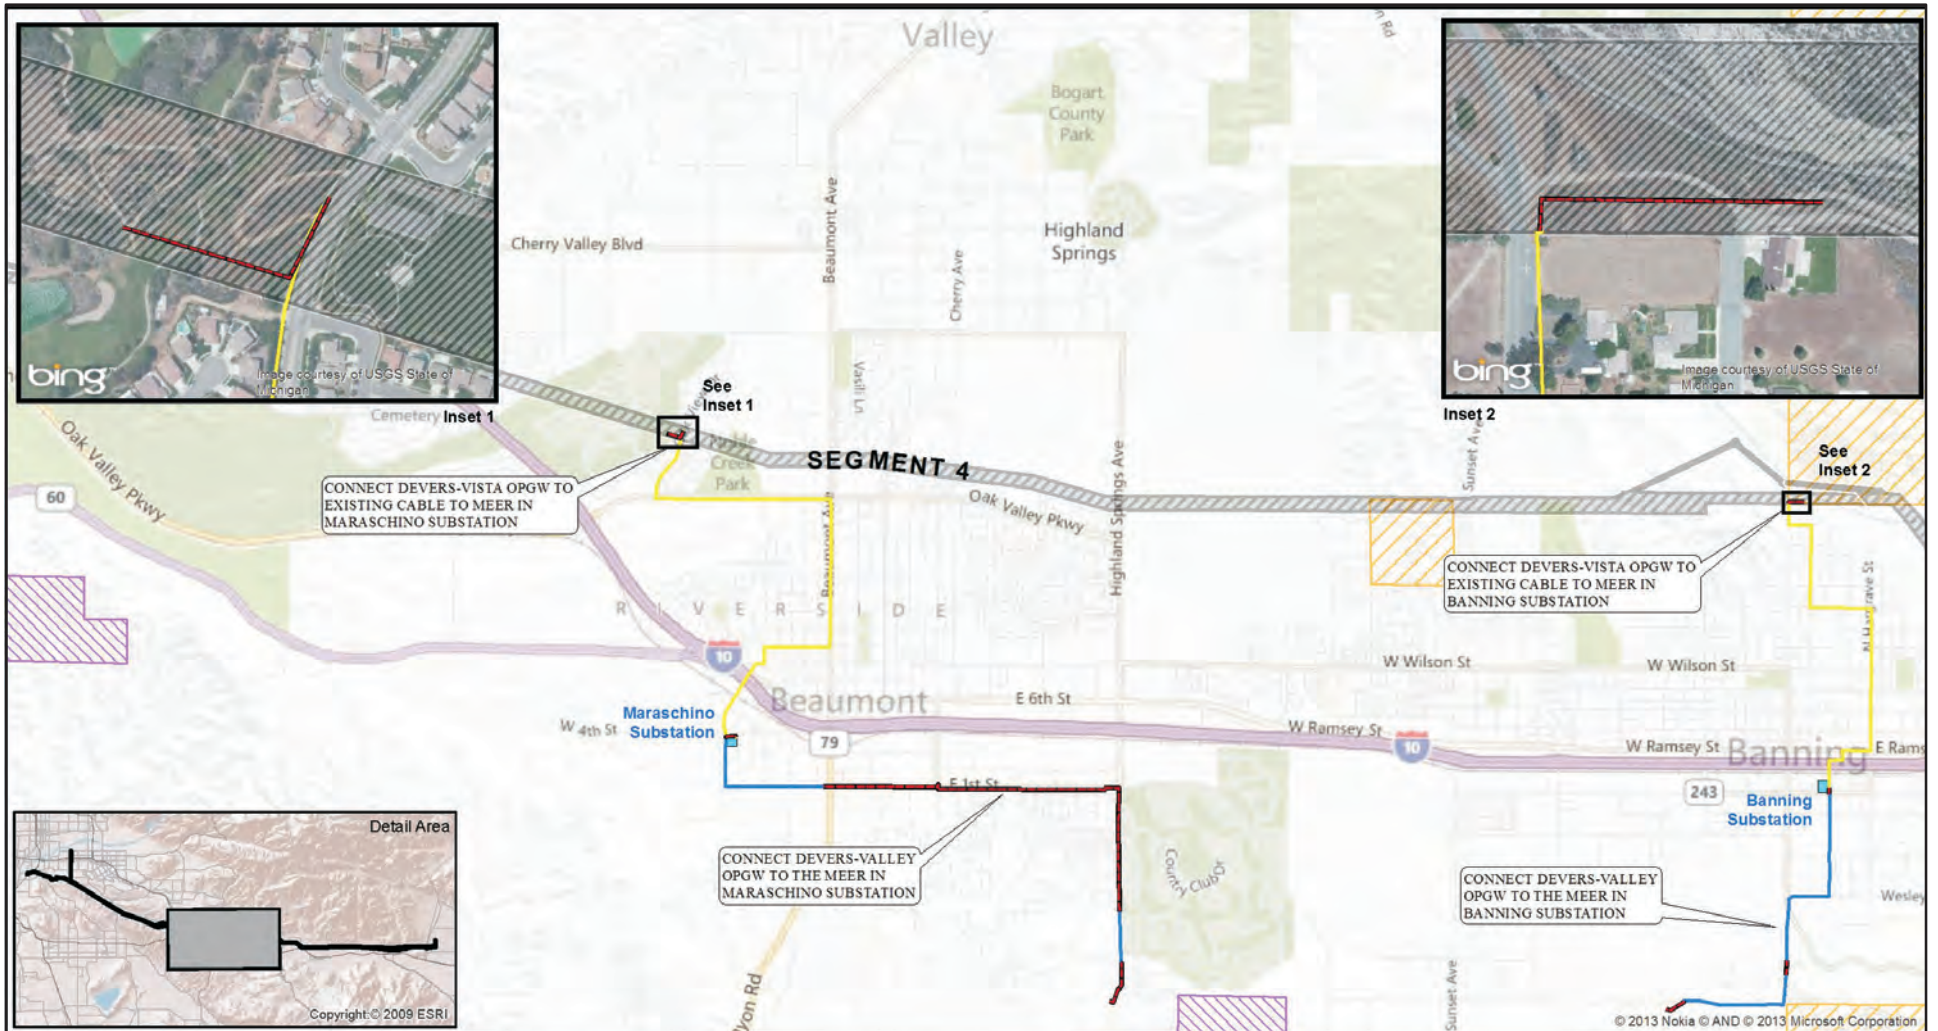 Valley
Bogart
County
Park
Highland
Springs
Cherry Valley Blvd
Beaumont Ave
Cherry Ave
Vasili Ln
bing
Image courtesy of USGS State of
Michigan
Cemetery
Inset 1
See
Inset 1
bing
Image courtesy of USGS State of
Michigan
Inset 2
See
Inset 2
Sunset Ave
Oak Valley Pkwy
60
Creek
Park
SEGMENT 4
Oak Valley Pkwy
Highland Springs Ave
CONNECT DEVERS-VISTA OPGW TO
EXISTING CABLE TO MEER IN
MARASCHINO SUBSTATION
CONNECT DEVERS-VISTA OPGW TO
EXISTING CABLE TO MEER IN
BANNING SUBSTATION
Beaumont Ave
N Hargrave St
RIVERSIDE
10
W Wilson St
W Wilson St
Beaumont
E 6th St
Maraschino
Substation
W 4th St
79
W Ramsey St
10
W Ramsey St
Banning
E Rams
243
Banning
Substation
E 1st St
Detail Area
Copyright:© 2009 ESRI
CONNECT DEVERS-VALLEY
OPGW TO THE MEER IN
MARASCHINO SUBSTATION
Country Club Dr
CONNECT DEVERS-VALLEY
OPGW TO THE MEER IN
BANNING SUBSTATION
Wesley
yon Rd
Sunset Ave
© 2013 Nokia © AND © 2013 Microsoft Corporation